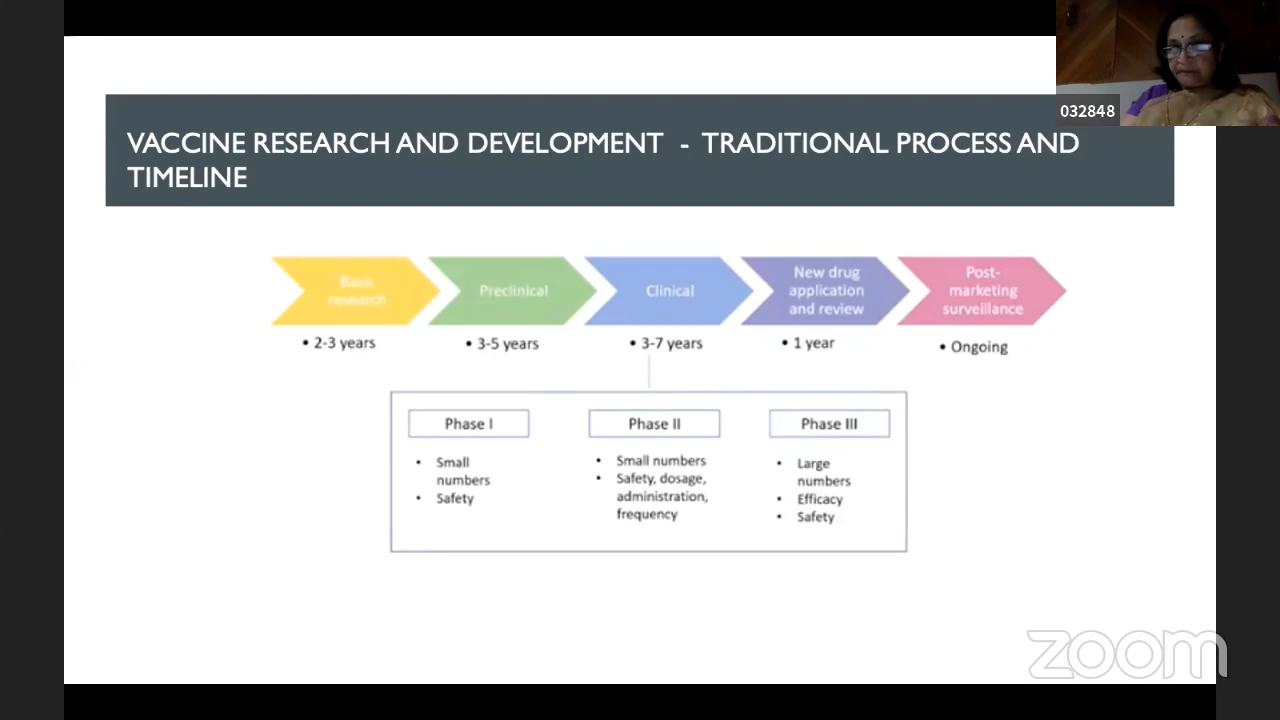 032848
VACCINE RESEARCH AND DEVELOPMENT - TRADITIONAL PROCESS AND
TIMELINE
Basic
research
Preclinical
Clinical
New drug
application
and review
Post-
marketing
surveillance
• 2-3 years
• 3-5 years
• 3-7 years
• 1 year
• Ongoing
Phase I
• Small
numbers
• Safety
Phase II
• Small numbers
• Safety, dosage,
administration,
frequency
Phase III
• Large
numbers
• Efficacy
• Safety
zoom